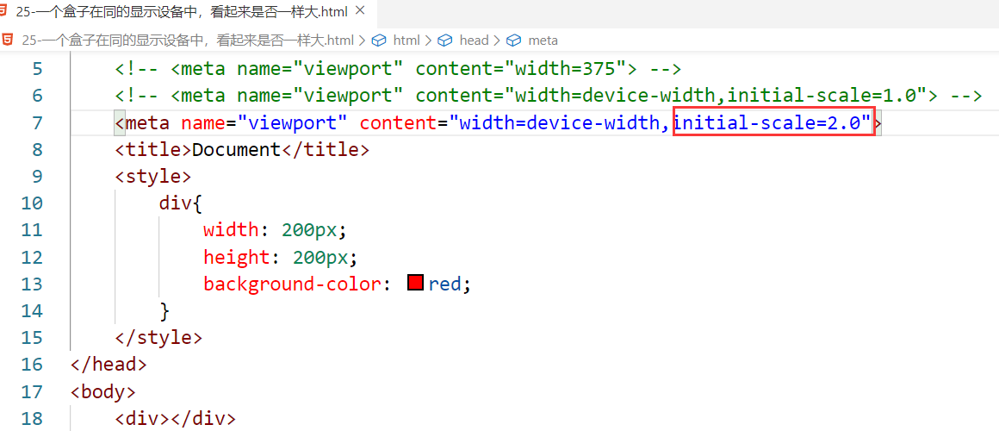 25-一个盒子在同的显示设备中，看起来是否一样大.html ×
25-一个盒子在同的显示设备中，看起来是否一样大.html > html > head > meta
5 <!-- <meta name="viewport" content="width=375"> -->
6 <!-- <meta name="viewport" content="width=device-width,initial-scale=1.0"> -->
7 <meta name="viewport" content="width=device-width,initial-scale=2.0">
8 <title>Document</title>
9 <style>
10 div{
11 width: 200px;
12 height: 200px;
13 background-color: red;
14 }
15 </style>
16 </head>
17 <body>
18 <div></div>